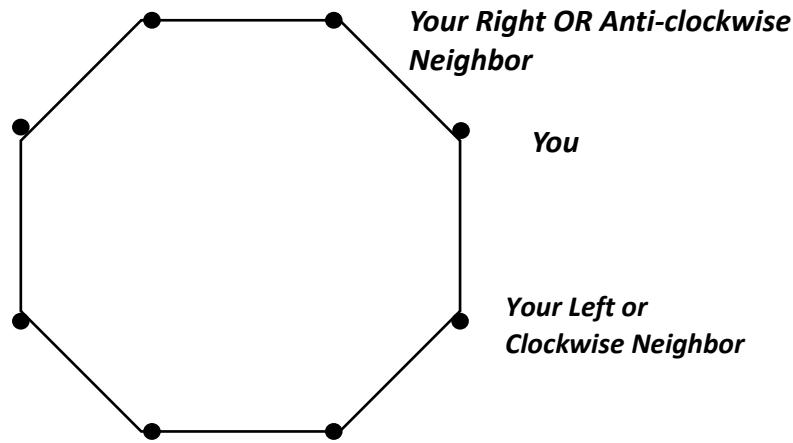 Your Right OR Anti-clockwise
Neighbor
You
Your Left or
Clockwise Neighbor